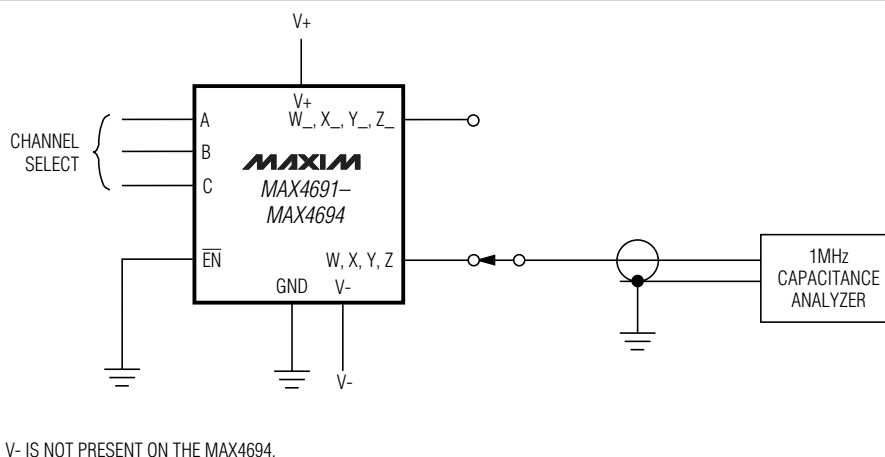 V+
V+
A
W_, X_, Y_, Z_
CHANNEL
SELECT
B
MAXIM
C
MAX4691–
MAX4694
EN
W, X, Y, Z
1MHz
CAPACITANCE
ANALYZER
GND
V-
V-
V- IS NOT PRESENT ON THE MAX4694.